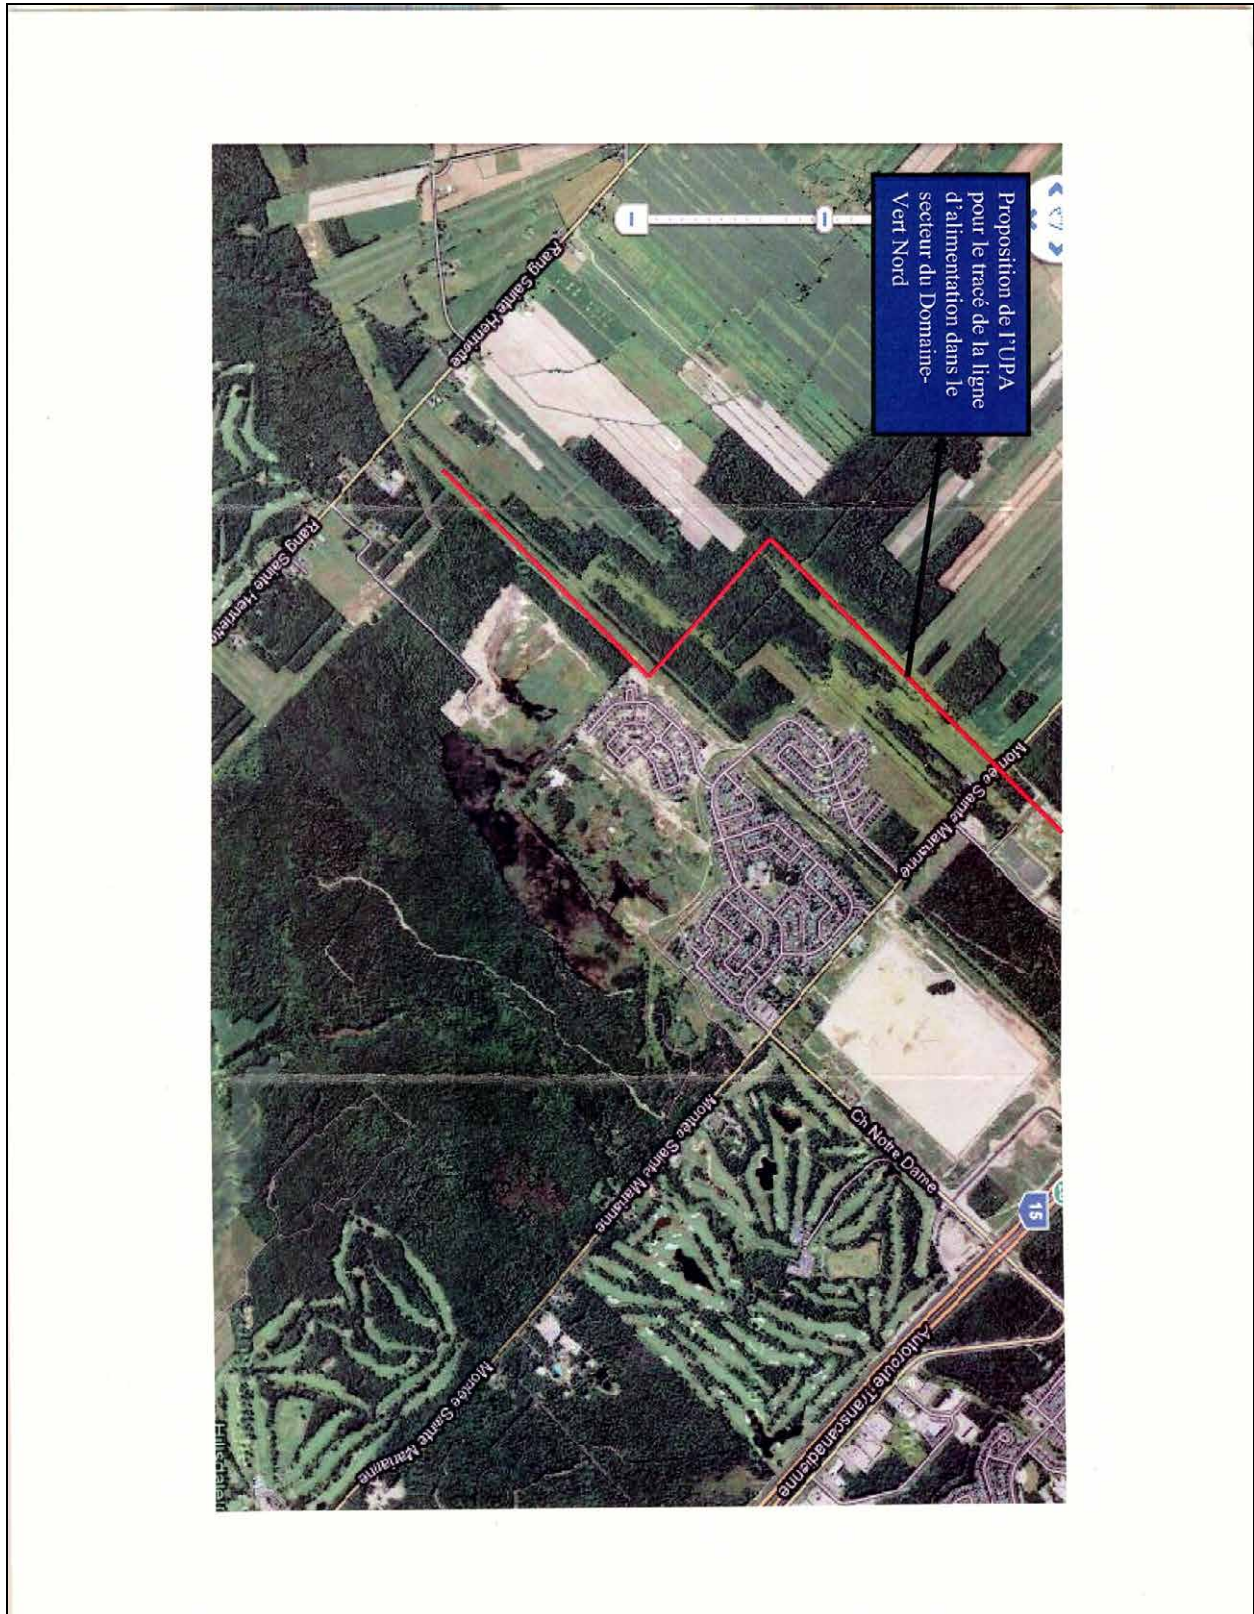 Proposition de l'UPA
pour le tracé de la ligne
d'alimentation dans le
secteur du Domaine-
Vert Nord
Rang Sainte Henriette
Rang Sainte Henriette
Montée Sainte Marianne
Ch Notre Dame
15
Montée Sainte Marianne
Autoroute Transcanadienne
Montée Sainte Marianne